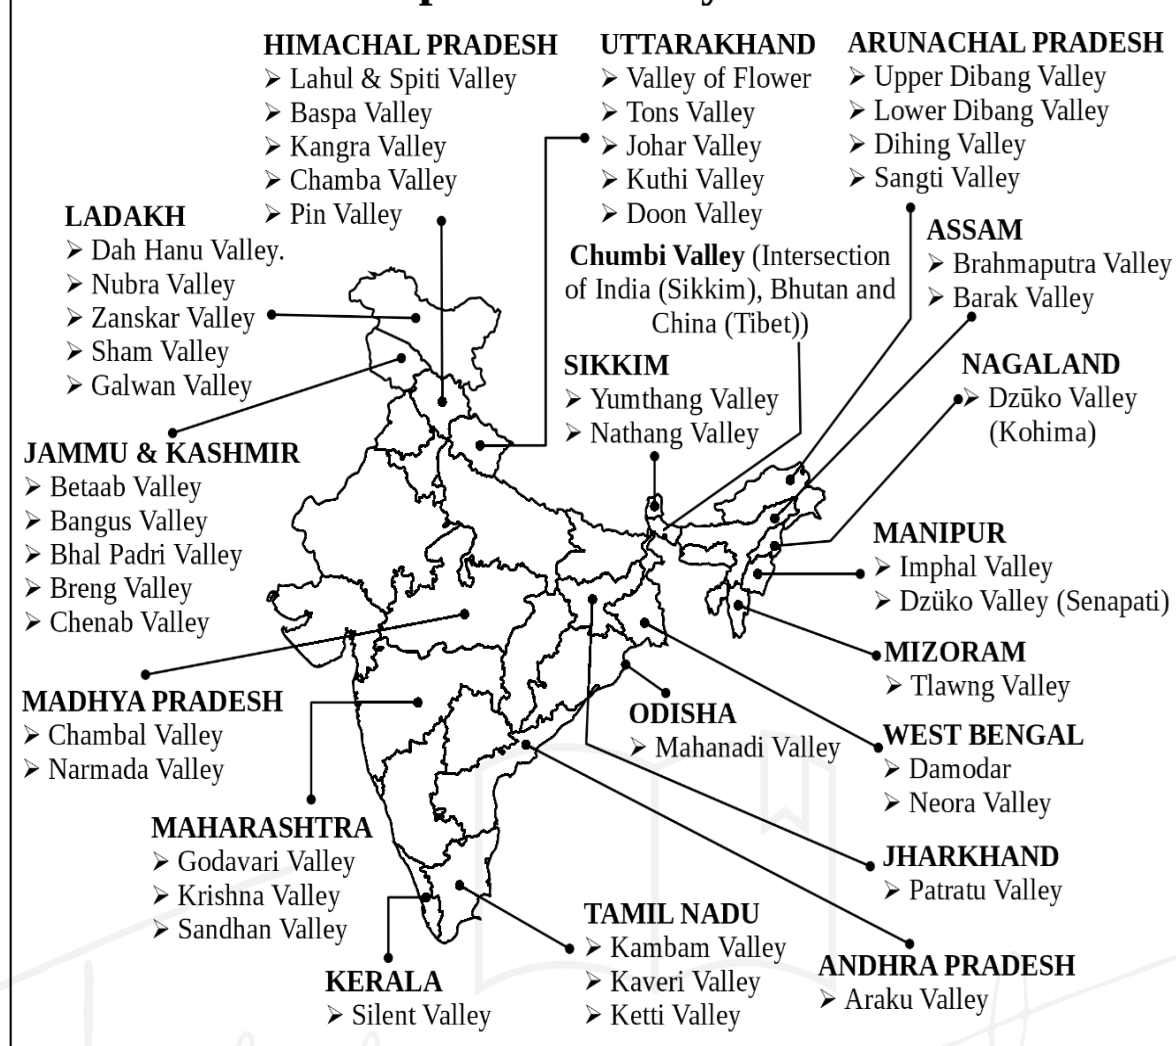 HIMACHAL PRADESH
➢ Lahul & Spiti Valley
➢ Baspa Valley
➢ Kangra Valley
➢ Chamba Valley
➢ Pin Valley
UTTARAKHAND
➢ Valley of Flower
➢ Tons Valley
➢ Johar Valley
➢ Kuthi Valley
➢ Doon Valley
ARUNACHAL PRADESH
➢ Upper Dibang Valley
➢ Lower Dibang Valley
➢ Dihing Valley
➢ Sangti Valley
LADAKH
➢ Dah Hanu Valley.
➢ Nubra Valley
➢ Zanskar Valley
➢ Sham Valley
➢ Galwan Valley
Chumbi Valley (Intersection
of India (Sikkim), Bhutan and
China (Tibet))
ASSAM
➢ Brahmaputra Valley
➢ Barak Valley
SIKKIM
➢ Yumthang Valley
➢ Nathang Valley
NAGALAND
➢ Dzūko Valley
(Kohima)
JAMMU & KASHMIR
➢ Betaab Valley
➢ Bangus Valley
➢ Bhal Padri Valley
➢ Breng Valley
➢ Chenab Valley
MANIPUR
➢ Imphal Valley
➢ Dzüko Valley (Senapati)
MIZORAM
➢ Tlawng Valley
MADHYA PRADESH
➢ Chambal Valley
➢ Narmada Valley
ODISHA
➢ Mahanadi Valley
WEST BENGAL
➢ Damodar
➢ Neora Valley
MAHARASHTRA
➢ Godavari Valley
➢ Krishna Valley
➢ Sandhan Valley
JHARKHAND
➢ Patratu Valley
TAMIL NADU
➢ Kambam Valley
➢ Kaveri Valley
➢ Ketti Valley
ANDHRA PRADESH
➢ Araku Valley
KERALA
➢ Silent Valley